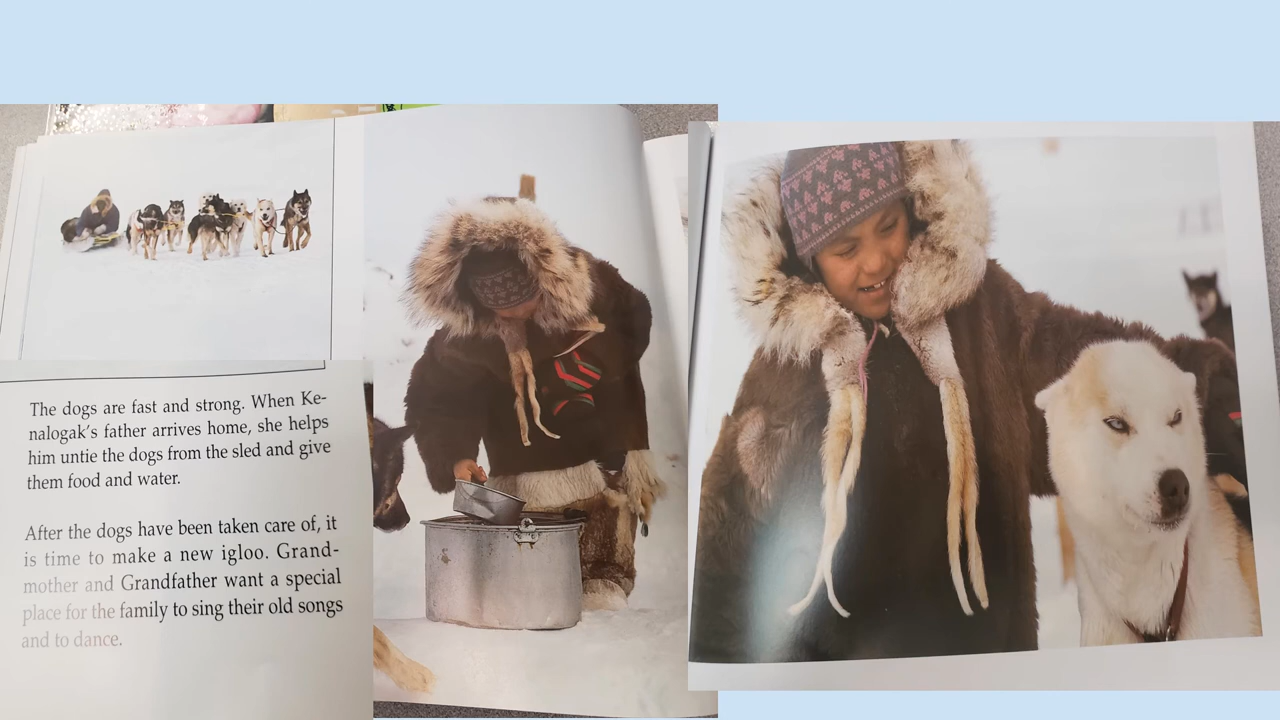 The dogs are fast and strong. When Ke-
nalogak's father arrives home, she helps
him untie the dogs from the sled and give
them food and water.
After the dogs have been taken care of, it
is time to make a new igloo. Grand-
mother and Grandfather want a special
place for the family to sing their old songs
and to dance.